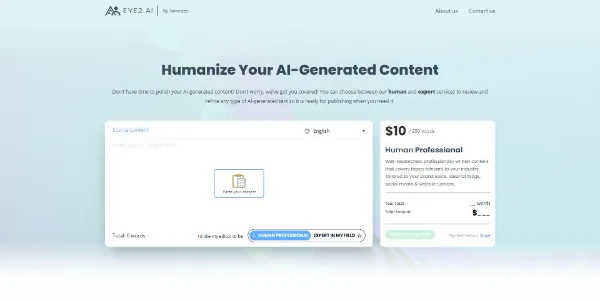 EYE2.AI
By Tomedes
About us
Contact us
Humanize Your AI-Generated Content
Don't have time to polish your AI-generated content? Don't worry, we've got you covered! You can choose between our human and expert services to review and
refine any type of AI-generated text so it is ready for publishing when you need it.
Source Content
English
Paste your content
Total: 0 words
I'd like my editor to be
HUMAN PROFESSIONAL
EXPERT IN MY FIELD
$10 / 250 words
Human Professional
Well-researched, professionally written content
that covers topics relevant to your industry.
Tailored to your brand voice. Ideal for blogs,
social media & website content.
Your Total:
__ words
Total Amount:
$___
Stripe